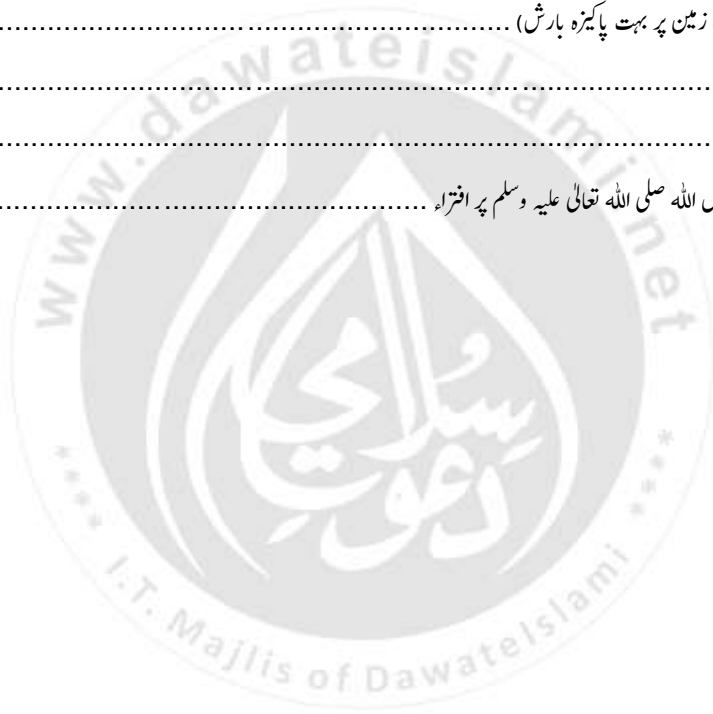 زمین پر بہت پاکیزہ بارش) ........................................................................
........................................................................
........................................................................
اللہ صلی اللہ تعالٰی علیہ وسلم پر افتراء ........................................................................
www.dawateislami.net
دعوتِ اسلامی
**** I.T. Majlis of DawateIslami ****